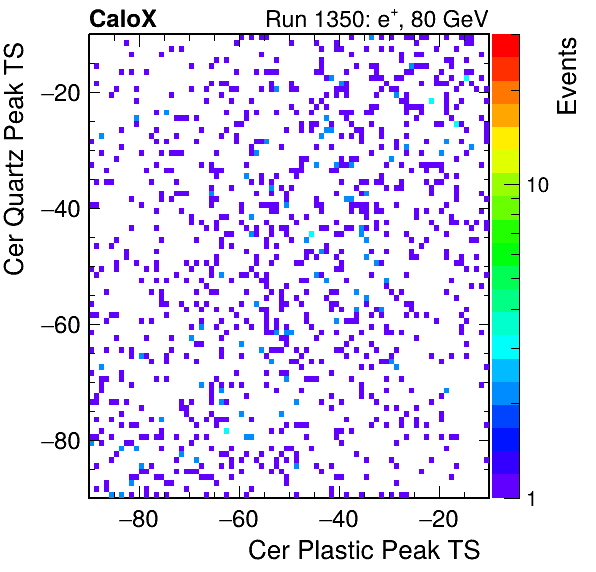 CaloX
Run 1350: e+, 80 GeV
Events
Cer Quartz Peak TS
−20
−40
−60
−80
10
1
−80 −60 −40 −20
Cer Plastic Peak TS